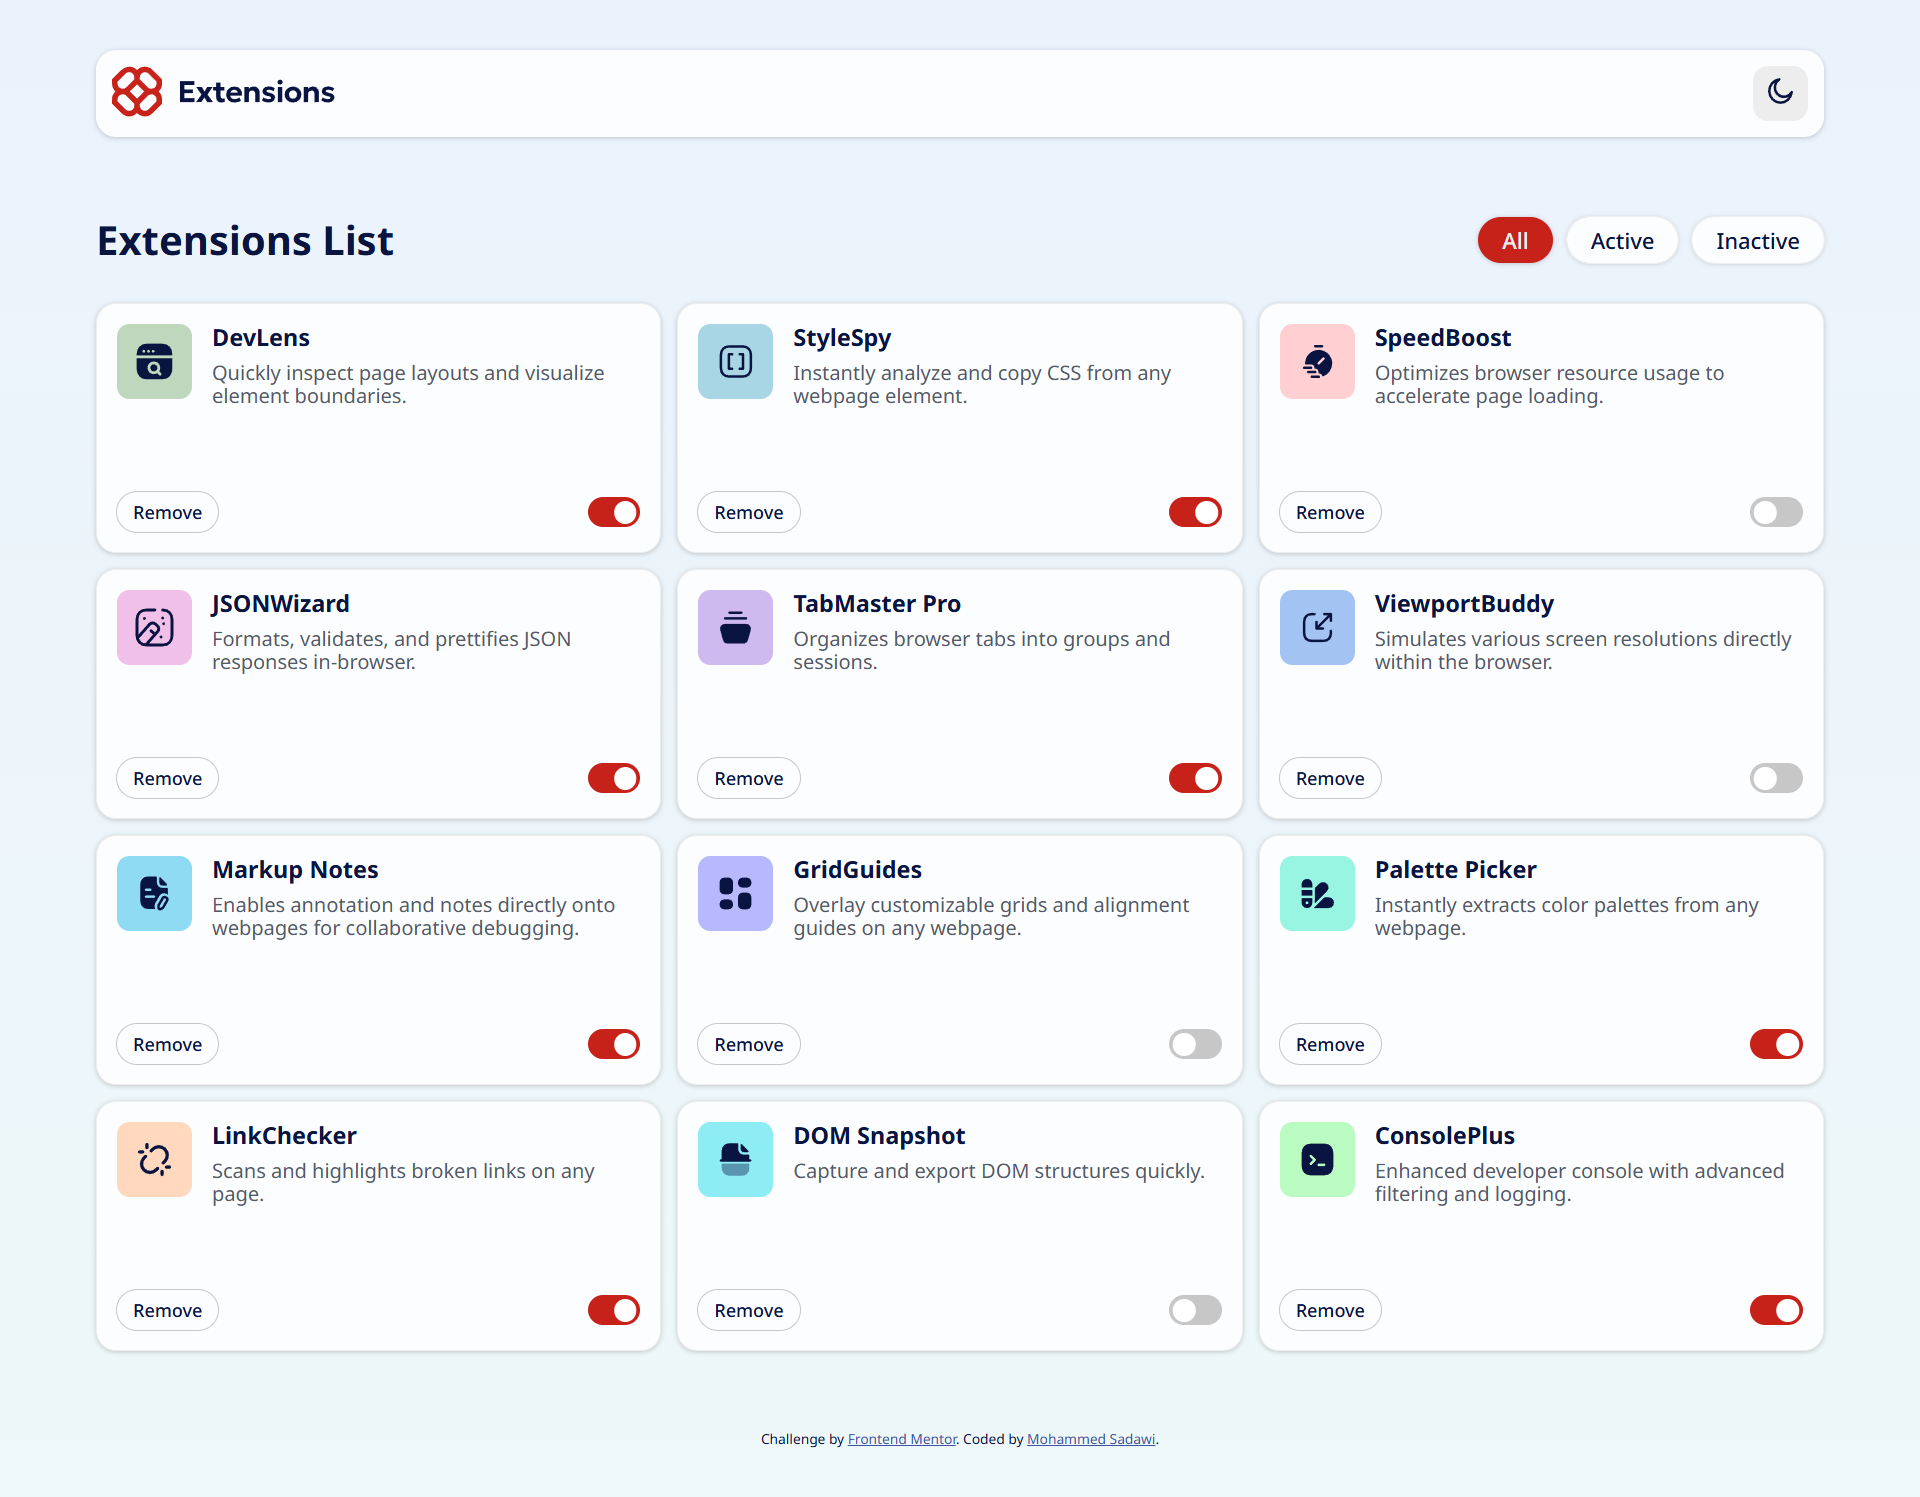 Extensions
Extensions List
All
Active
Inactive
DevLens
Quickly inspect page layouts and visualize
element boundaries.
Remove
StyleSpy
Instantly analyze and copy CSS from any
webpage element.
Remove
SpeedBoost
Optimizes browser resource usage to
accelerate page loading.
Remove
JSONWizard
Formats, validates, and prettifies JSON
responses in-browser.
Remove
TabMaster Pro
Organizes browser tabs into groups and
sessions.
Remove
ViewportBuddy
Simulates various screen resolutions directly
within the browser.
Remove
Markup Notes
Enables annotation and notes directly onto
webpages for collaborative debugging.
Remove
GridGuides
Overlay customizable grids and alignment
guides on any webpage.
Remove
Palette Picker
Instantly extracts color palettes from any
webpage.
Remove
LinkChecker
Scans and highlights broken links on any
page.
Remove
DOM Snapshot
Capture and export DOM structures quickly.
Remove
ConsolePlus
Enhanced developer console with advanced
filtering and logging.
Remove
Challenge by Frontend Mentor. Coded by Mohammed Sadawi.